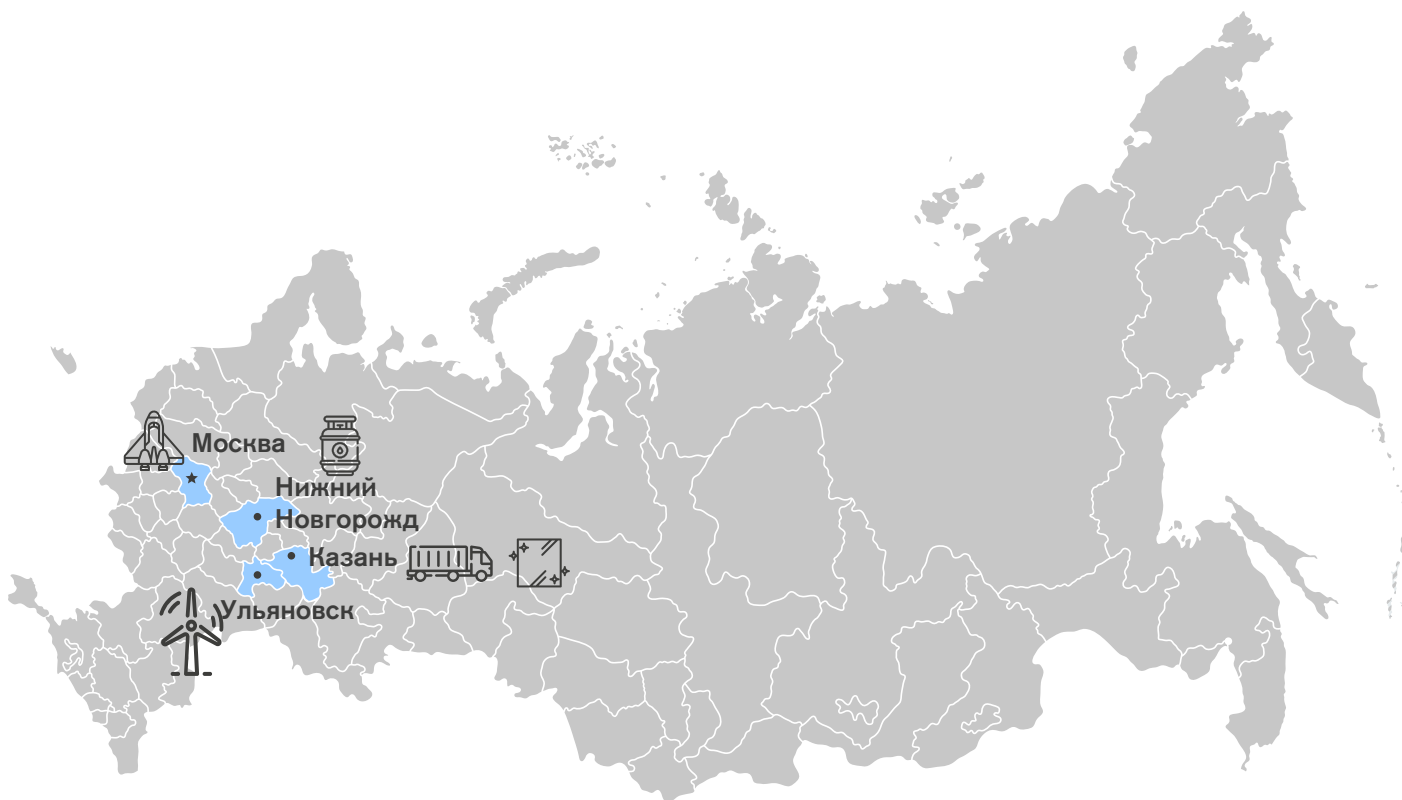 Москва
Нижний
Новгорожд
Казань
Ульяновск